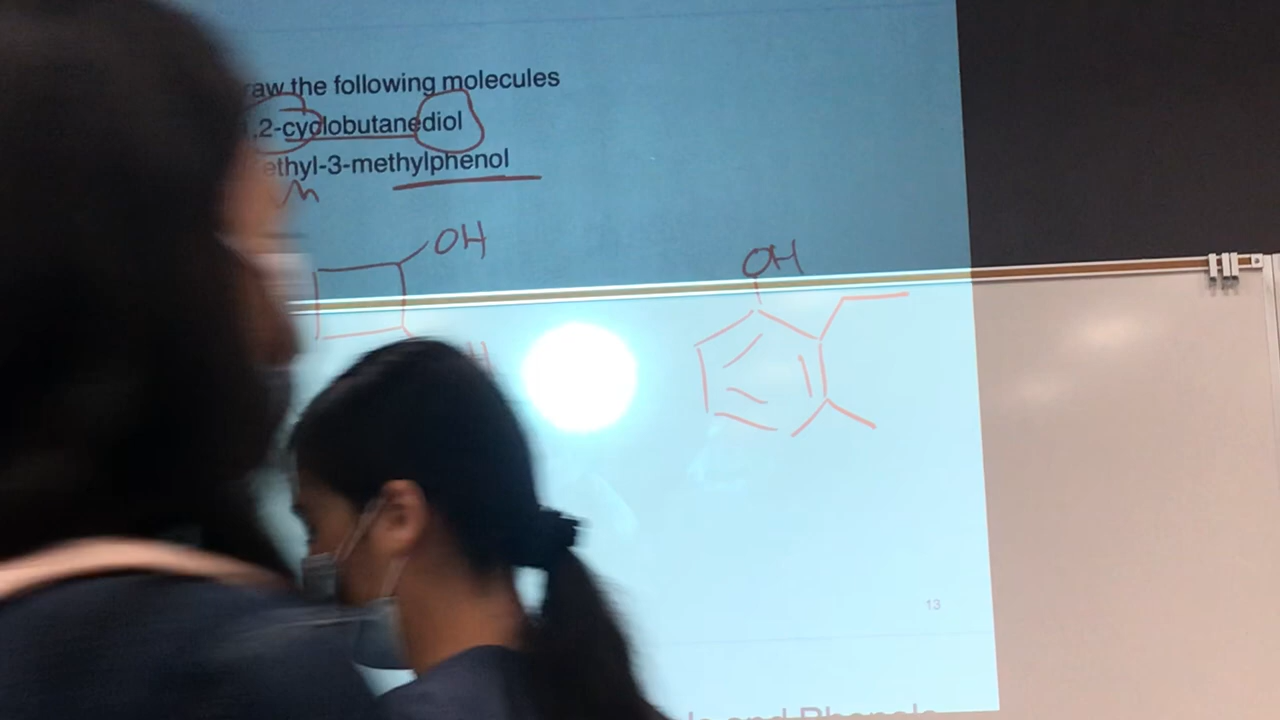 raw the following molecules
,2-cyclobutanediol
ethyl-3-methylphenol
OH
OH
H
13